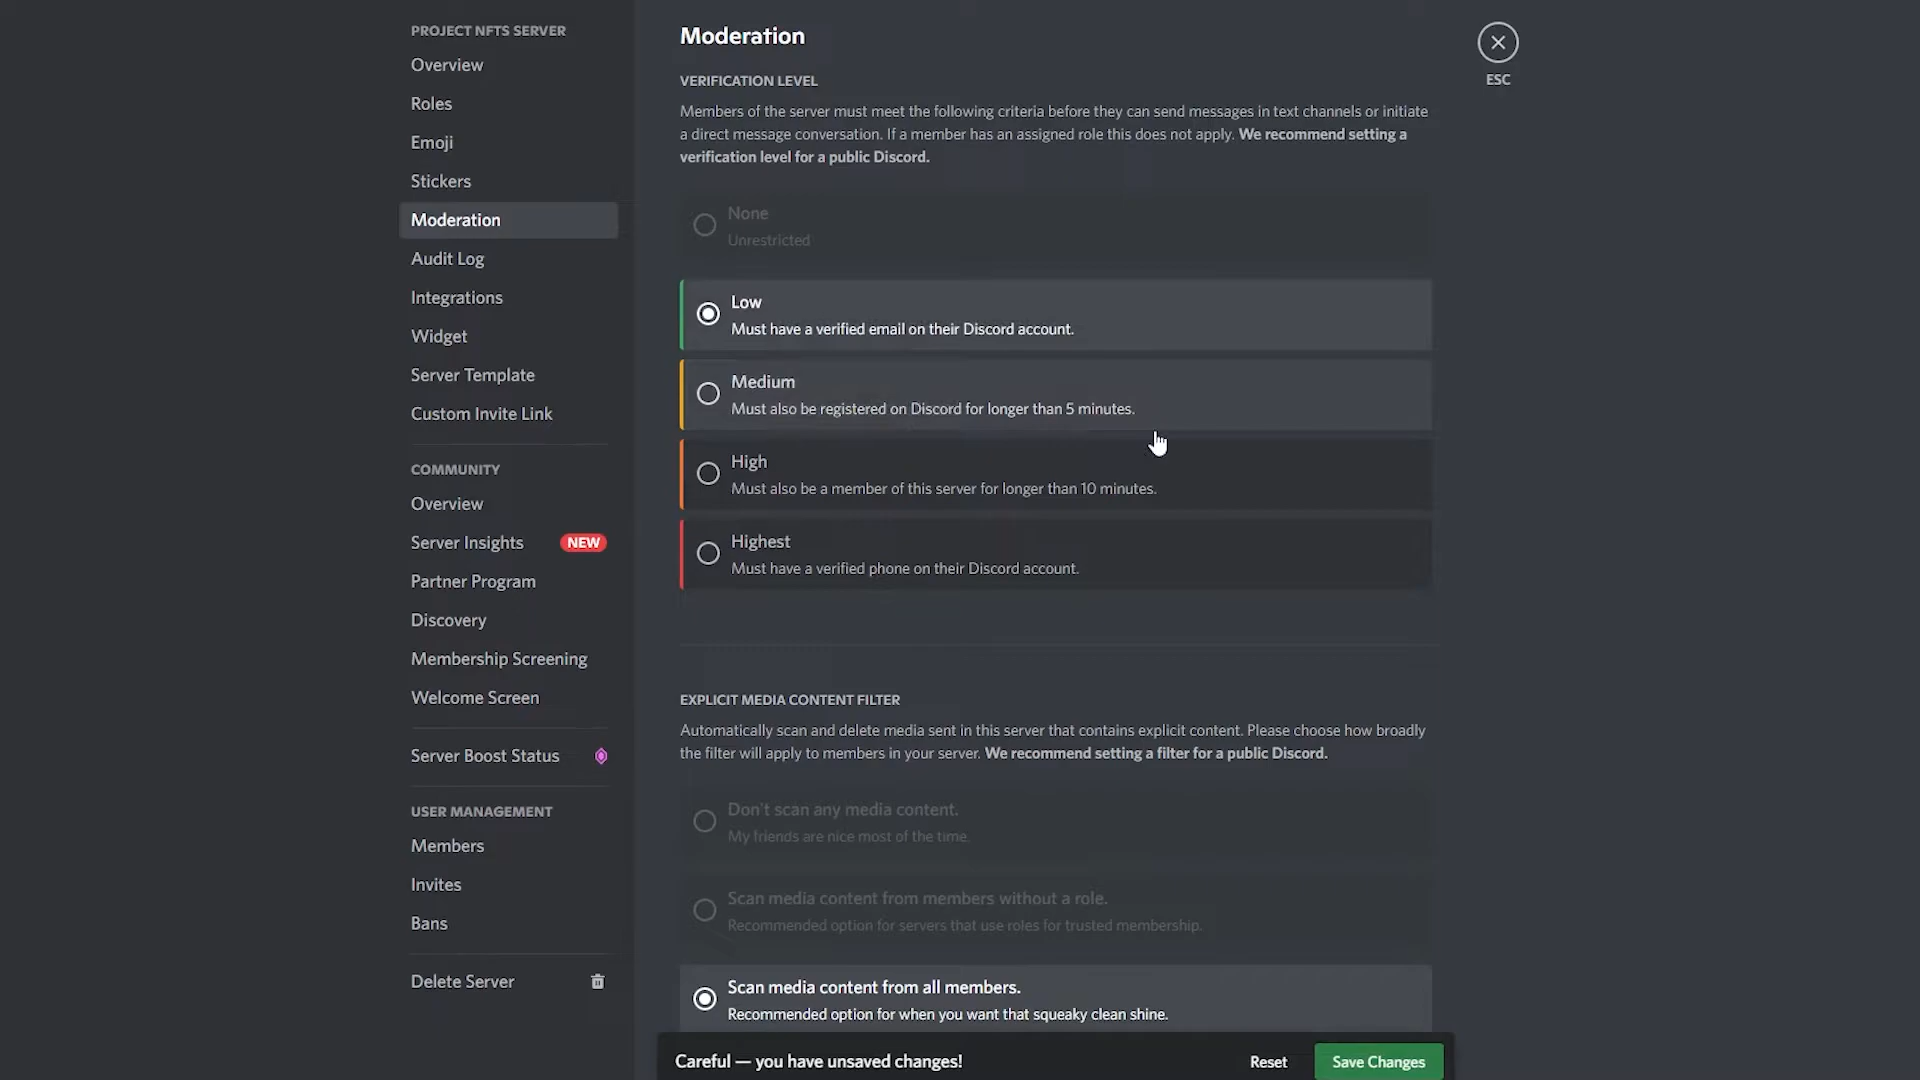 PROJECT NFTS SERVER
Overview
Roles
Emoji
Stickers
Moderation
Audit Log
Integrations
Widget
Server Template
Custom Invite Link
COMMUNITY
Overview
Server Insights NEW
Partner Program
Discovery
Membership Screening
Welcome Screen
Server Boost Status
USER MANAGEMENT
Members
Invites
Bans
Delete Server
Moderation
VERIFICATION LEVEL
Members of the server must meet the following criteria before they can send messages in text channels or initiate
a direct message conversation. If a member has an assigned role this does not apply. We recommend setting a
verification level for a public Discord.
None
Unrestricted
Low
Must have a verified email on their Discord account.
Medium
Must also be registered on Discord for longer than 5 minutes.
High
Must also be a member of this server for longer than 10 minutes.
Highest
Must have a verified phone on their Discord account.
EXPLICIT MEDIA CONTENT FILTER
Automatically scan and delete media sent in this server that contains explicit content. Please choose how broadly
the filter will apply to members in your server. We recommend setting a filter for a public Discord.
Don't scan any media content.
My friends are nice most of the time.
Scan media content from members without a role.
Recommended option for servers that use roles for trusted membership.
Scan media content from all members.
Recommended option for when you want that squeaky clean shine.
Careful — you have unsaved changes!
Reset
Save Changes
ESC